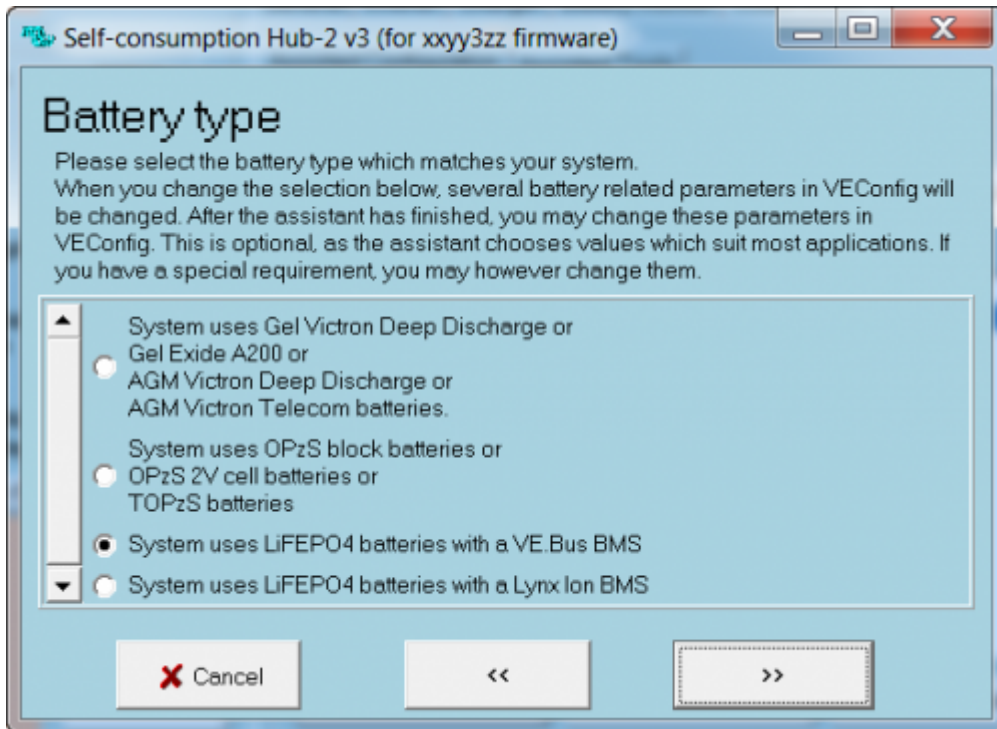 Self-consumption Hub-2 v3 (for xxyy3zz firmware)
Battery type
Please select the battery type which matches your system.
When you change the selection below, several battery related parameters in VEConfig will
be changed. After the assistant has finished, you may change these parameters in
VEConfig. This is optional, as the assistant chooses values which suit most applications. If
you have a special requirement, you may however change them.
System uses Gel Victron Deep Discharge or
Gel Exide A200 or
AGM Victron Deep Discharge or
AGM Victron Telecom batteries.
System uses OPzS block batteries or
OPzS 2V cell batteries or
TOPzS batteries
System uses LiFEPO4 batteries with a VE.Bus BMS
System uses LiFEPO4 batteries with a Lynx Ion BMS
Cancel
<<
>>